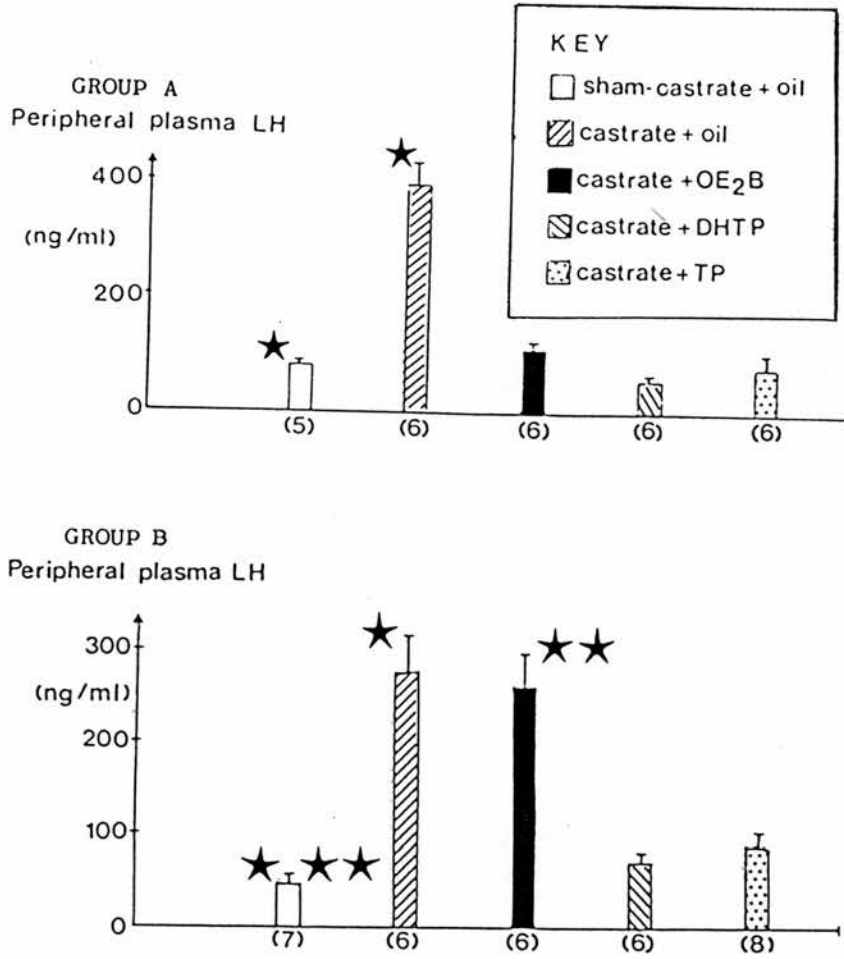 GROUP A
Peripheral plasma LH
(ng/ml)
400
200
0
(5) (6) (6) (6) (6)
KEY
sham-castrate + oil
castrate + oil
castrate + OE₂B
castrate + DHTP
castrate + TP
GROUP B
Peripheral plasma LH
(ng/ml)
300
200
100
0
(7) (6) (6) (6) (8)